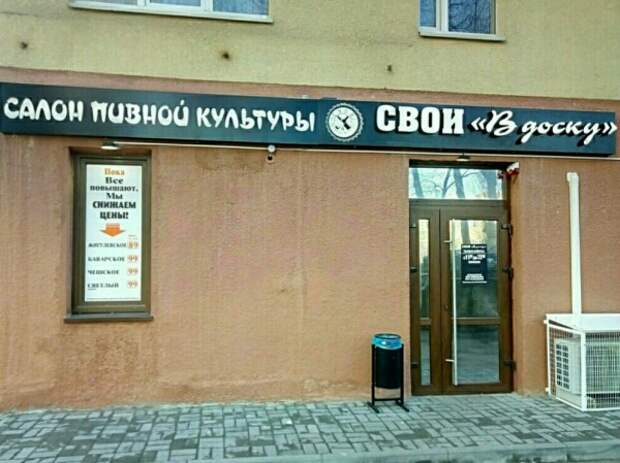 САЛОН ПИВНОЙ КУЛЬТУРЫ СВОИ «В доску»
Пока
Все
повышают,
Мы
СНИЖАЕМ
ЦЕНЫ!
ЖИГУЛЕВСКОЕ 89
БАВАРСКОЕ 99
ЧЕШСКОЕ 99
СВЕТЛЫЙ 99